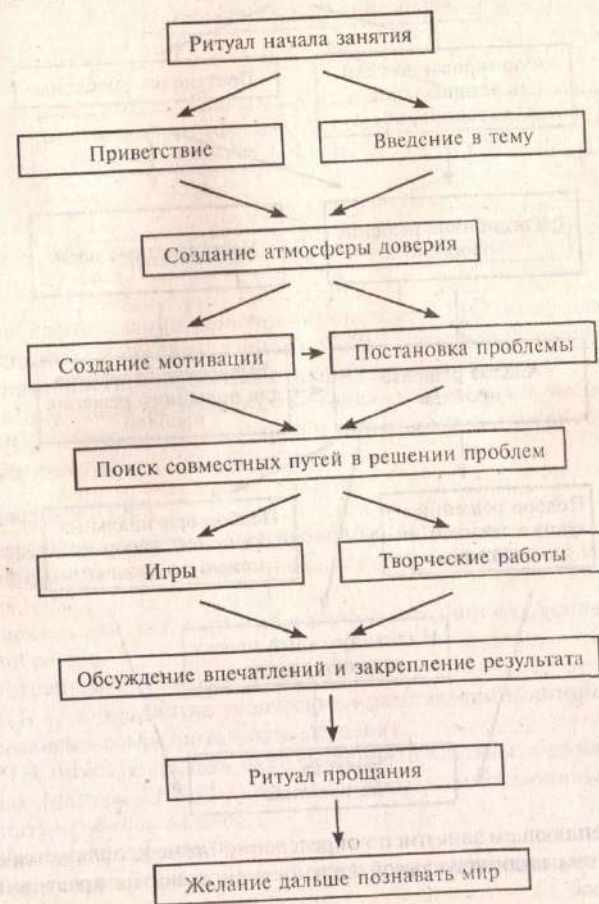 Ритуал начала занятия
Приветствие
Введение в тему
Создание атмосферы доверия
Создание мотивации
Постановка проблемы
Поиск совместных путей в решении проблем
Игры
Творческие работы
Обсуждение впечатлений и закрепление результата
Ритуал прощания
Желание дальше познавать мир